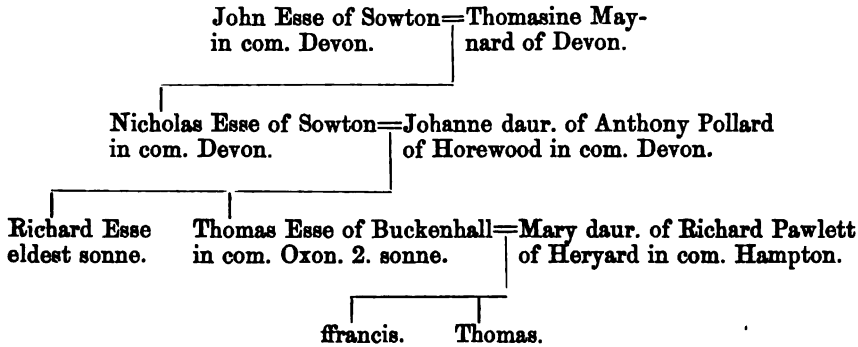 John Esse of Sowton=Thomasine May-
in com. Devon. nard of Devon.
Nicholas Esse of Sowton=Johanne daur. of Anthony Pollard
in com. Devon. of Horewood in com. Devon.
Richard Esse Thomas Esse of Buckenhall=Mary daur. of Richard Pawlett
eldest sonne. in com. Oxon. 2. sonne. of Heryard in com. Hampton.
ffrancis. Thomas.